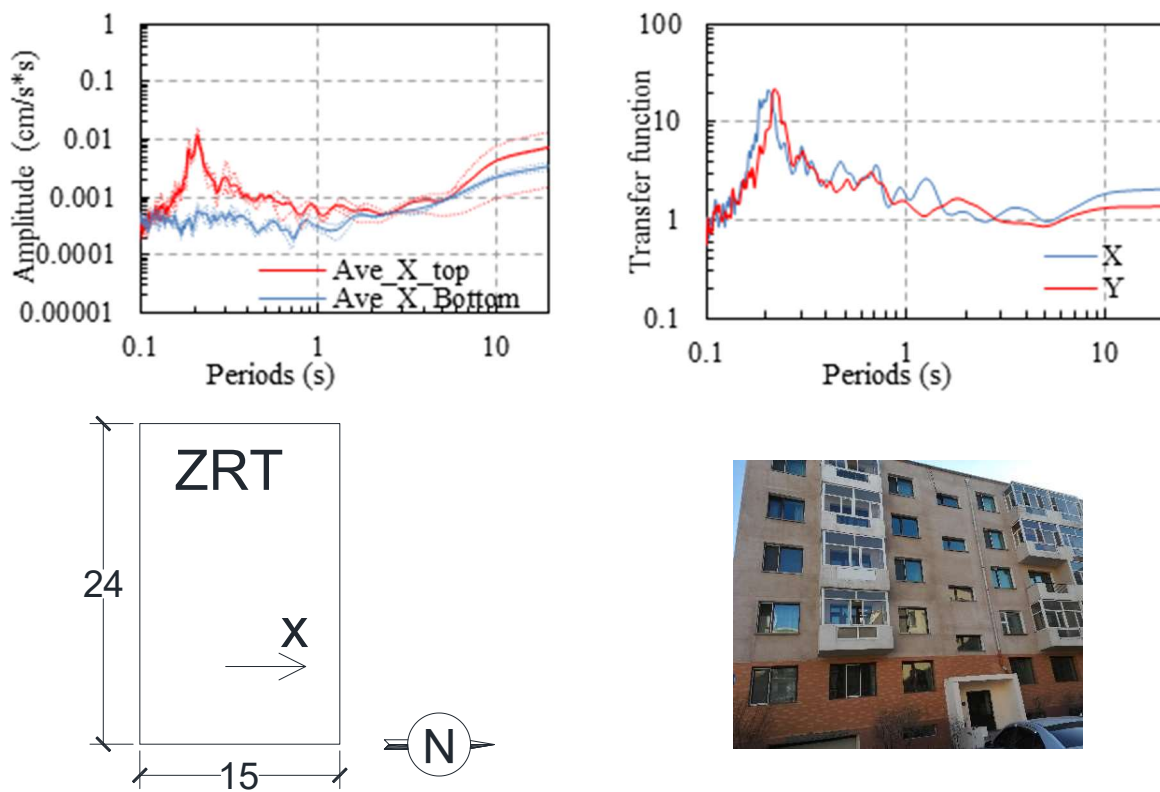 1
0.1
0.01
0.001
0.0001
0.00001
Amplitude (cm/s*s)
Ave_X_top
Ave_X_Bottom
0.1 1 10
Periods (s)
100
10
1
0.1
Transfer function
X
Y
0.1 1 10
Periods (s)
ZRT
24
X
15
N